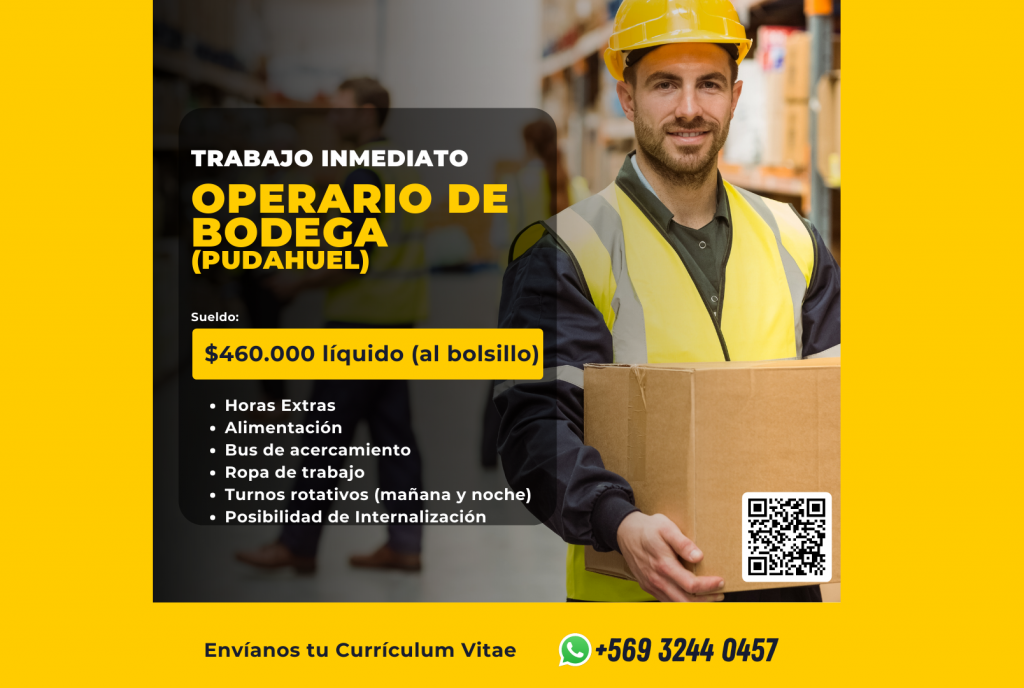 TRABAJO INMEDIATO
OPERARIO DE
BODEGA
(PUDAHUEL)
Sueldo:
$460.000 líquido (al bolsillo)
• Horas Extras
• Alimentación
• Bus de acercamiento
• Ropa de trabajo
• Turnos rotativos (mañana y noche)
• Posibilidad de Internalización
Envíanos tu Currículum Vitae
+569 3244 0457